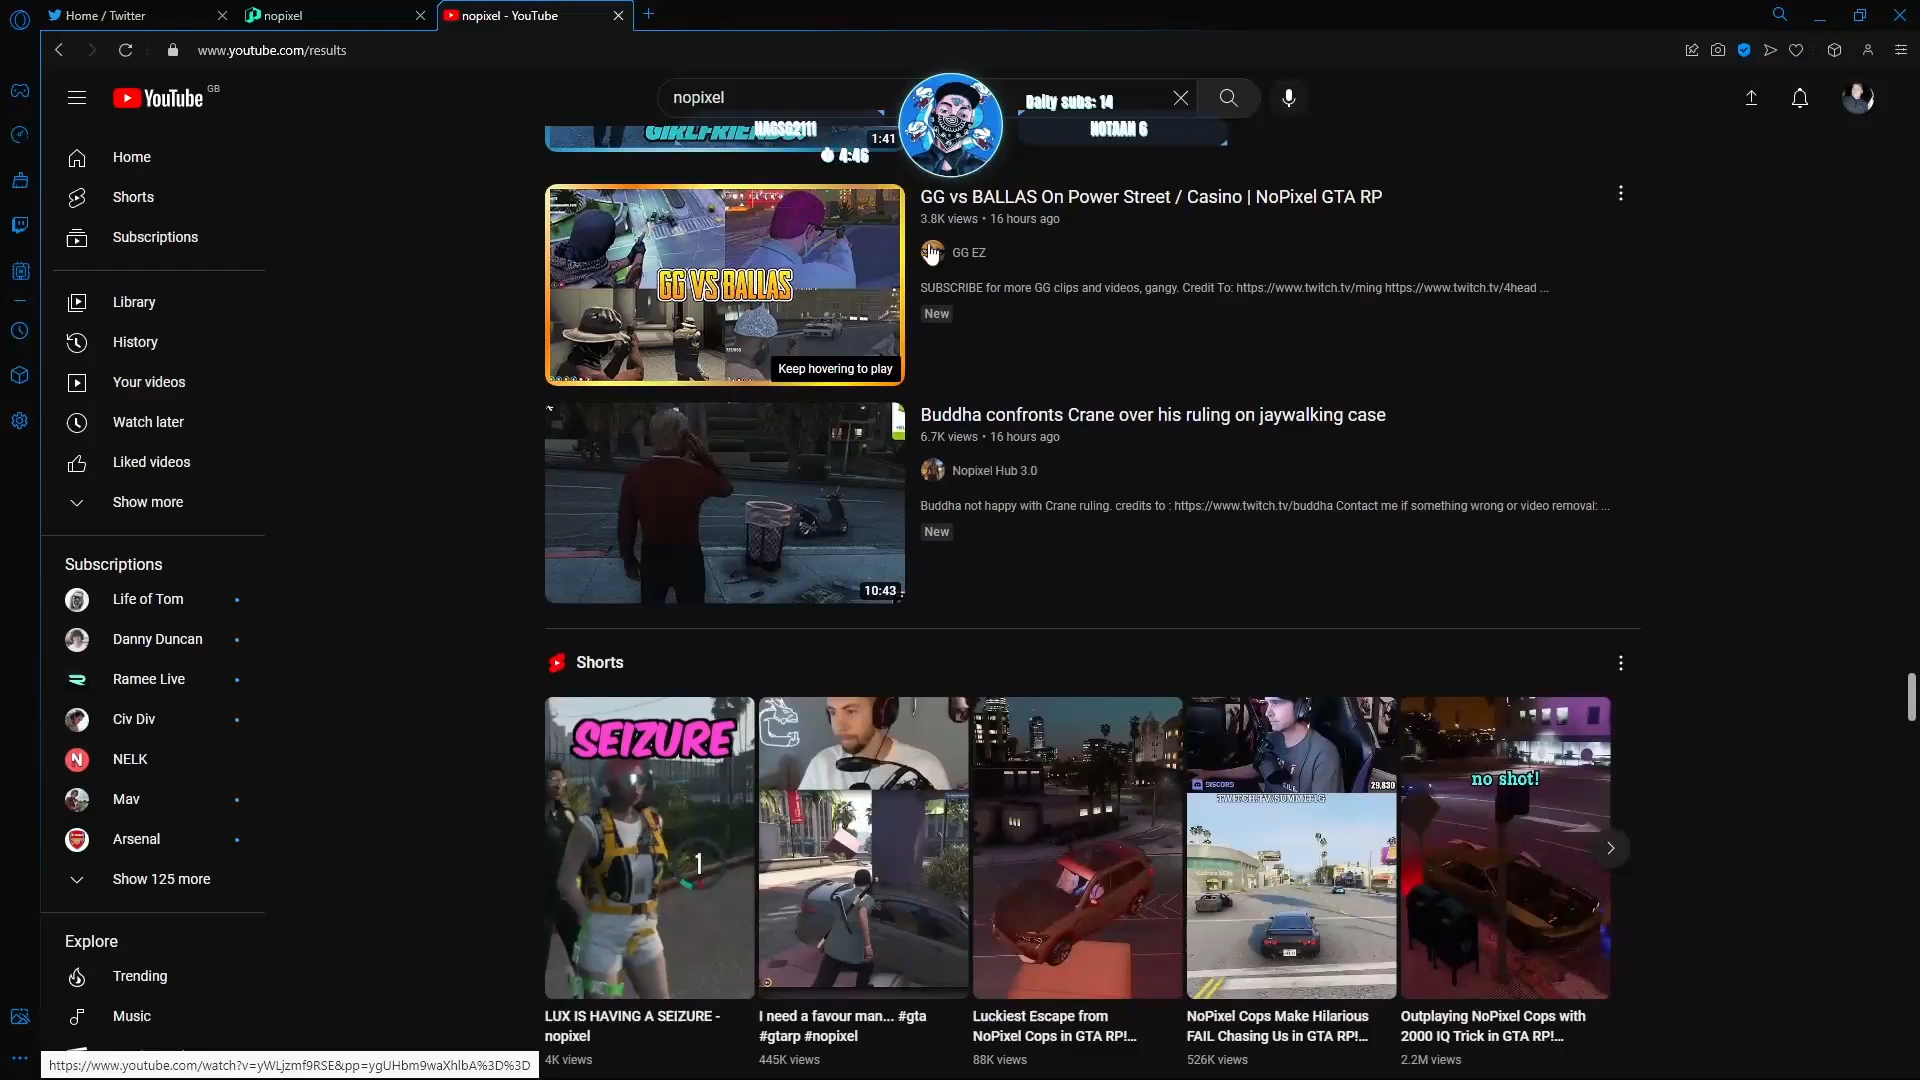 Home / Twitter
nopixel
nopixel - YouTube
www.youtube.com/results
YouTube GB
nopixel
Daily subs: 14
HAGSG2111
NOTAAN G
4:46
GIRLFRIEND
1:41
Home
Shorts
Subscriptions
Library
History
Your videos
Watch later
Liked videos
Show more
Subscriptions
Life of Tom
Danny Duncan
Ramee Live
Civ Div
NELK
Mav
Arsenal
Show 125 more
Explore
Trending
Music
GG VS BALLAS
Keep hovering to play
GG vs BALLAS On Power Street / Casino | NoPixel GTA RP
3.8K views • 16 hours ago
GG EZ
SUBSCRIBE for more GG clips and videos, gangy. Credit To: https://www.twitch.tv/ming https://www.twitch.tv/4head ...
New
10:43
Buddha confronts Crane over his ruling on jaywalking case
6.7K views • 16 hours ago
Nopixel Hub 3.0
Buddha not happy with Crane ruling. credits to : https://www.twitch.tv/buddha Contact me if something wrong or video removal: ...
New
Shorts
SEIZURE
1
DISCORD
29,830
TWITCH.TV/SUMMIT1G
no shot!
LUX IS HAVING A SEIZURE -
nopixel
4K views
I need a favour man... #gta
#gtarp #nopixel
445K views
Luckiest Escape from
NoPixel Cops in GTA RP!...
88K views
NoPixel Cops Make Hilarious
FAIL Chasing Us in GTA RP!...
526K views
Outplaying NoPixel Cops with
2000 IQ Trick in GTA RP!...
2.2M views
https://www.youtube.com/watch?v=yWLjzmf9RSE&pp=ygUHbm9waXhlbA%3D%3D